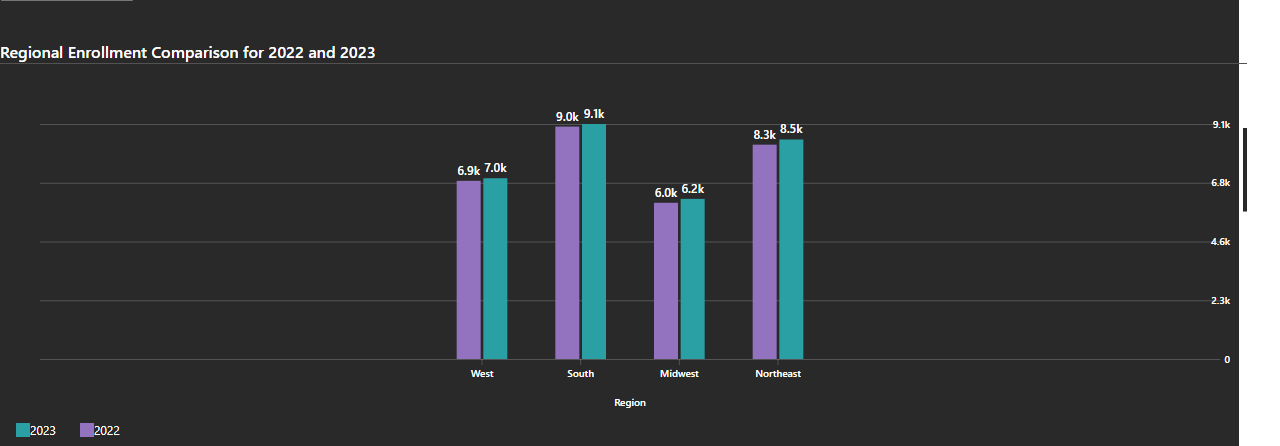 Regional Enrollment Comparison for 2022 and 2023
9.0k 9.1k
9.1k
8.3k 8.5k
6.9k 7.0k
6.8k
6.0k 6.2k
4.6k
2.3k
0
West South Midwest Northeast
Region
2023 2022